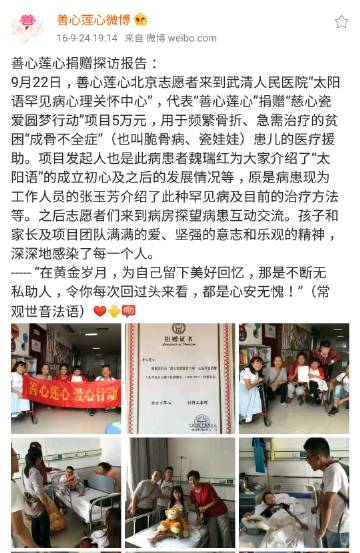 善心莲心微博
16-9-24 19:14 来自 微博 weibo.com
善心莲心捐赠探访报告：
9月22日，善心莲心北京志愿者来到武清人民医院“太阳
语罕见病心理关怀中心”，代表“善心莲心”捐赠“慈心瓷
爱圆梦行动”项目5万元，用于频繁骨折、急需治疗的贫
困“成骨不全症”（也叫脆骨病、瓷娃娃）患儿的医疗援
助。项目发起人也是此病患者魏瑞红为大家介绍了“太
阳语”的成立初心及之后的发展情况等，原是病患现为
工作人员的张玉芳介绍了此种罕见病及目前的治疗方法
等。之后志愿者们来到病房探望病患互动交流。孩子和
家长及项目团队满满的爱、坚强的意志和乐观的精神，
深深地感染了每一个人。
----- “在黄金岁月，为自己留下美好回忆，那是不断无
私助人，令你每次回过头来看，都是心安无愧！”（常
观世音法语）
善心莲心 爱心行动
捐赠证书